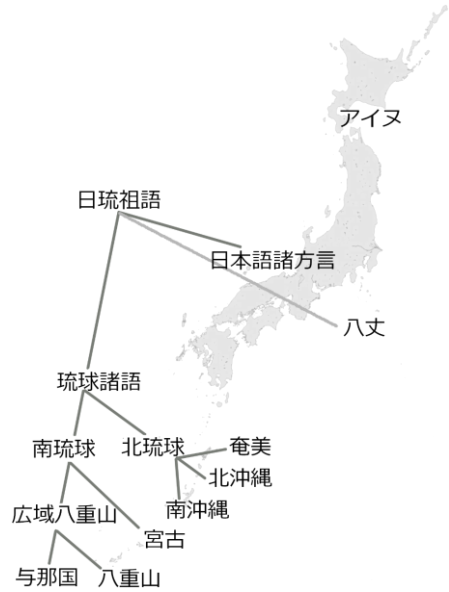 アイヌ
日琉祖語
日本語諸方言
八丈
琉球諸語
南琉球
北琉球
奄美
北沖縄
南沖縄
広域八重山
宮古
与那国
八重山